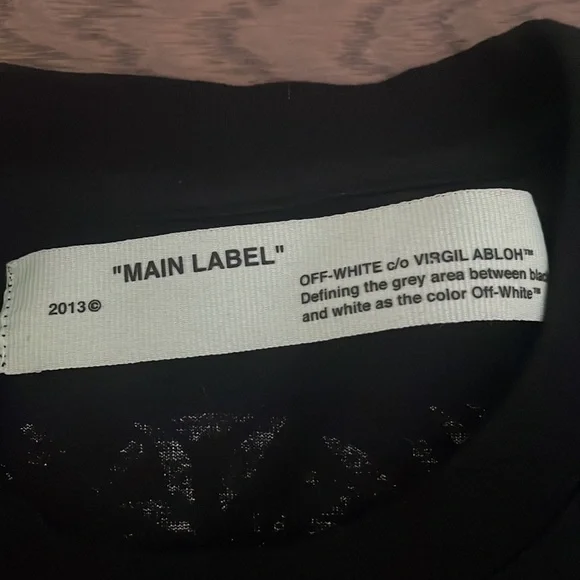 "MAIN LABEL"
2013©
OFF-WHITE c/o VIRGIL ABLOH™
Defining the grey area between blac
and white as the color Off-White™